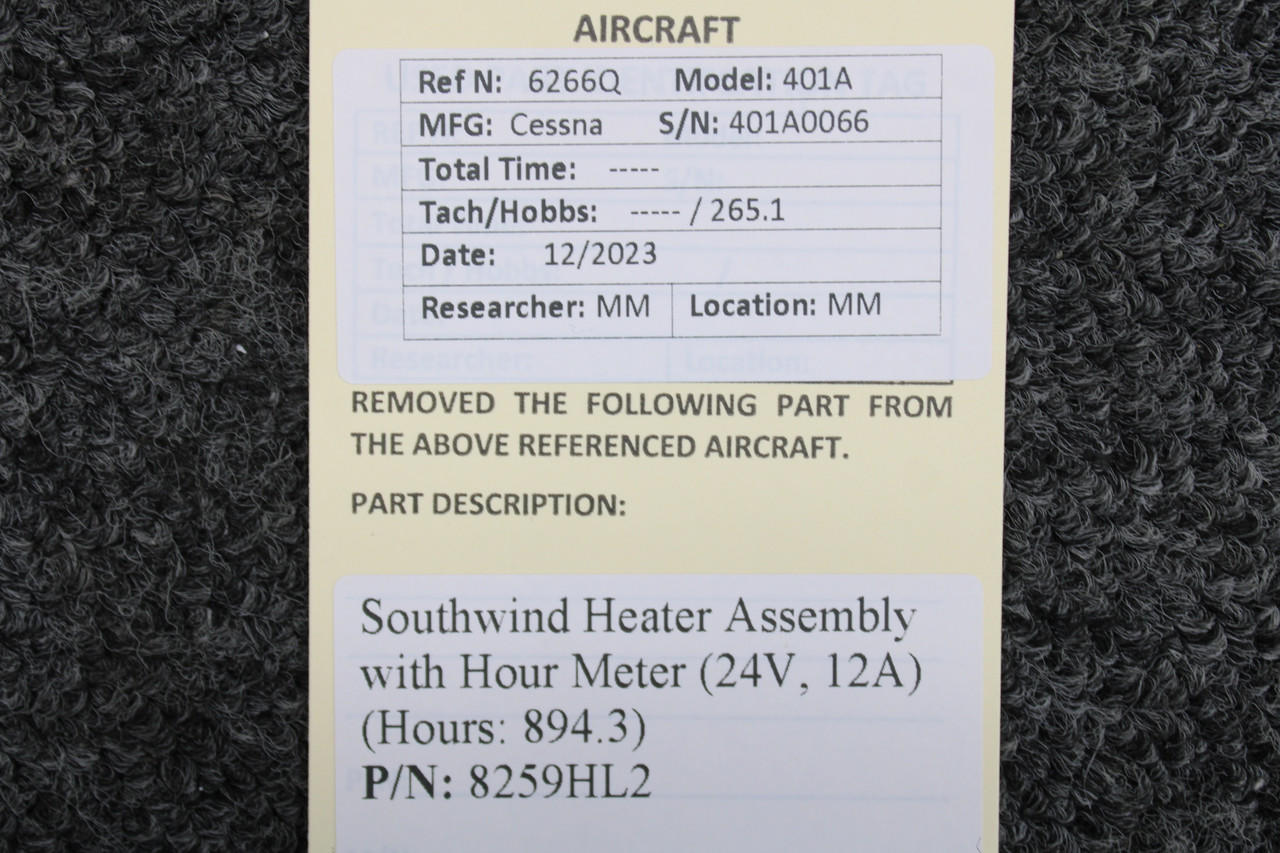 AIRCRAFT
Ref N: 6266Q Model: 401A
MFG: Cessna S/N: 401A0066
Total Time: -----
Tach/Hobbs: ----- / 265.1
Date: 12/2023
Researcher: MM Location: MM
REMOVED THE FOLLOWING PART FROM
THE ABOVE REFERENCED AIRCRAFT.
PART DESCRIPTION:
Southwind Heater Assembly
with Hour Meter (24V, 12A)
(Hours: 894.3)
P/N: 8259HL2